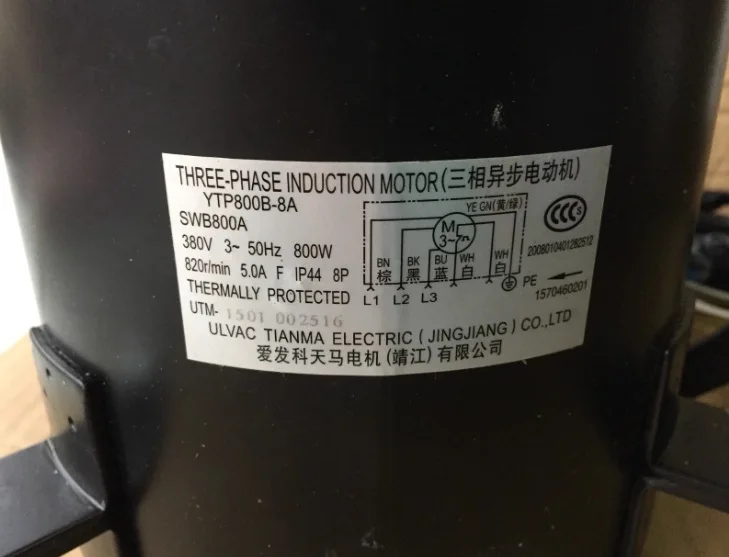 THREE-PHASE INDUCTION MOTOR(三相异步电动机)
YTP800B-8A
SWB800A
380V 3~ 50Hz 800W
820r/min 5.0A F IP44 8P
THERMALLY PROTECTED
UTM- 1501 002516
YE GN(黄/绿)
M
3~
BN BK BU WH WH
棕 黑 蓝 白 白
L1 L2 L3
PE
CCC S
2008010401282512
1570460201
ULVAC TIANMA ELECTRIC ( JINGJIANG ) CO.,LTD
爱发科天马电机(靖江)有限公司